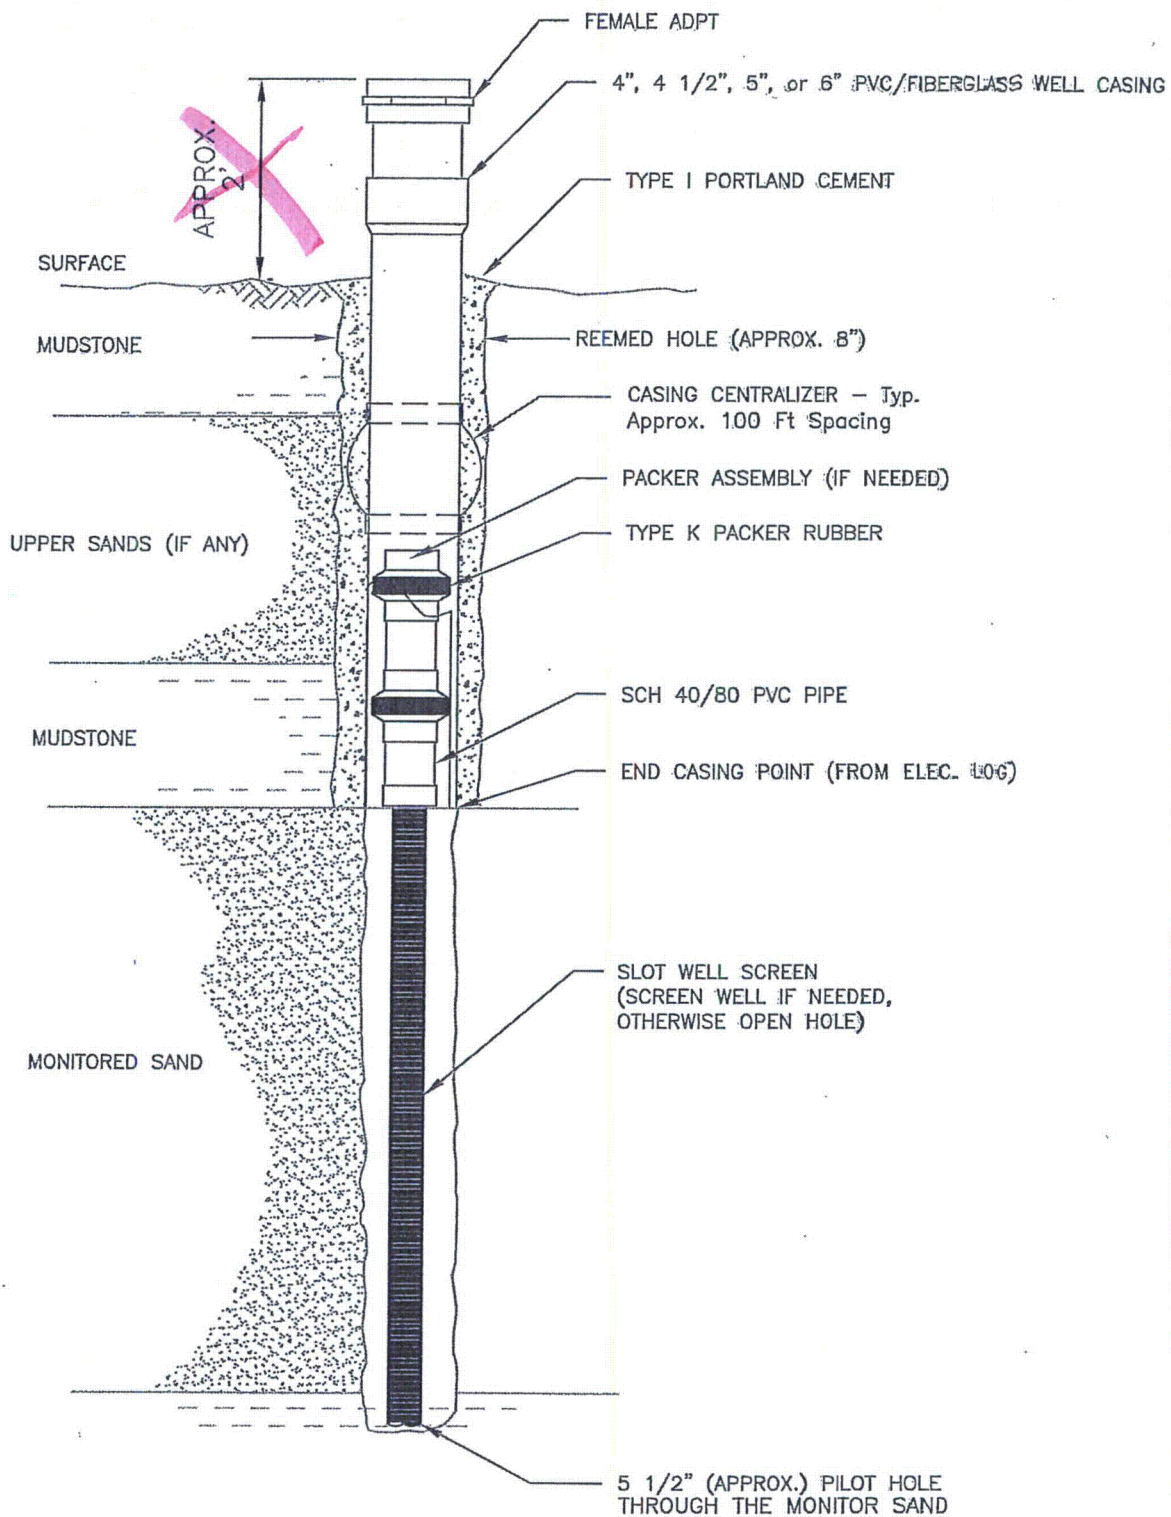 FEMALE ADPT
4", 4 1/2", 5", or 6" PVC/FIBERGLASS WELL CASING
APPROX.
2'
TYPE I PORTLAND CEMENT
SURFACE
MUDSTONE
REEMED HOLE (APPROX. 8")
CASING CENTRALIZER – Typ.
Approx. 100 Ft Spacing
PACKER ASSEMBLY (IF NEEDED)
UPPER SANDS (IF ANY)
TYPE K PACKER RUBBER
SCH 40/80 PVC PIPE
MUDSTONE
END CASING POINT (FROM ELEC. LOG)
SLOT WELL SCREEN
(SCREEN WELL IF NEEDED,
OTHERWISE OPEN HOLE)
MONITORED SAND
5 1/2" (APPROX.) PILOT HOLE
THROUGH THE MONITOR SAND